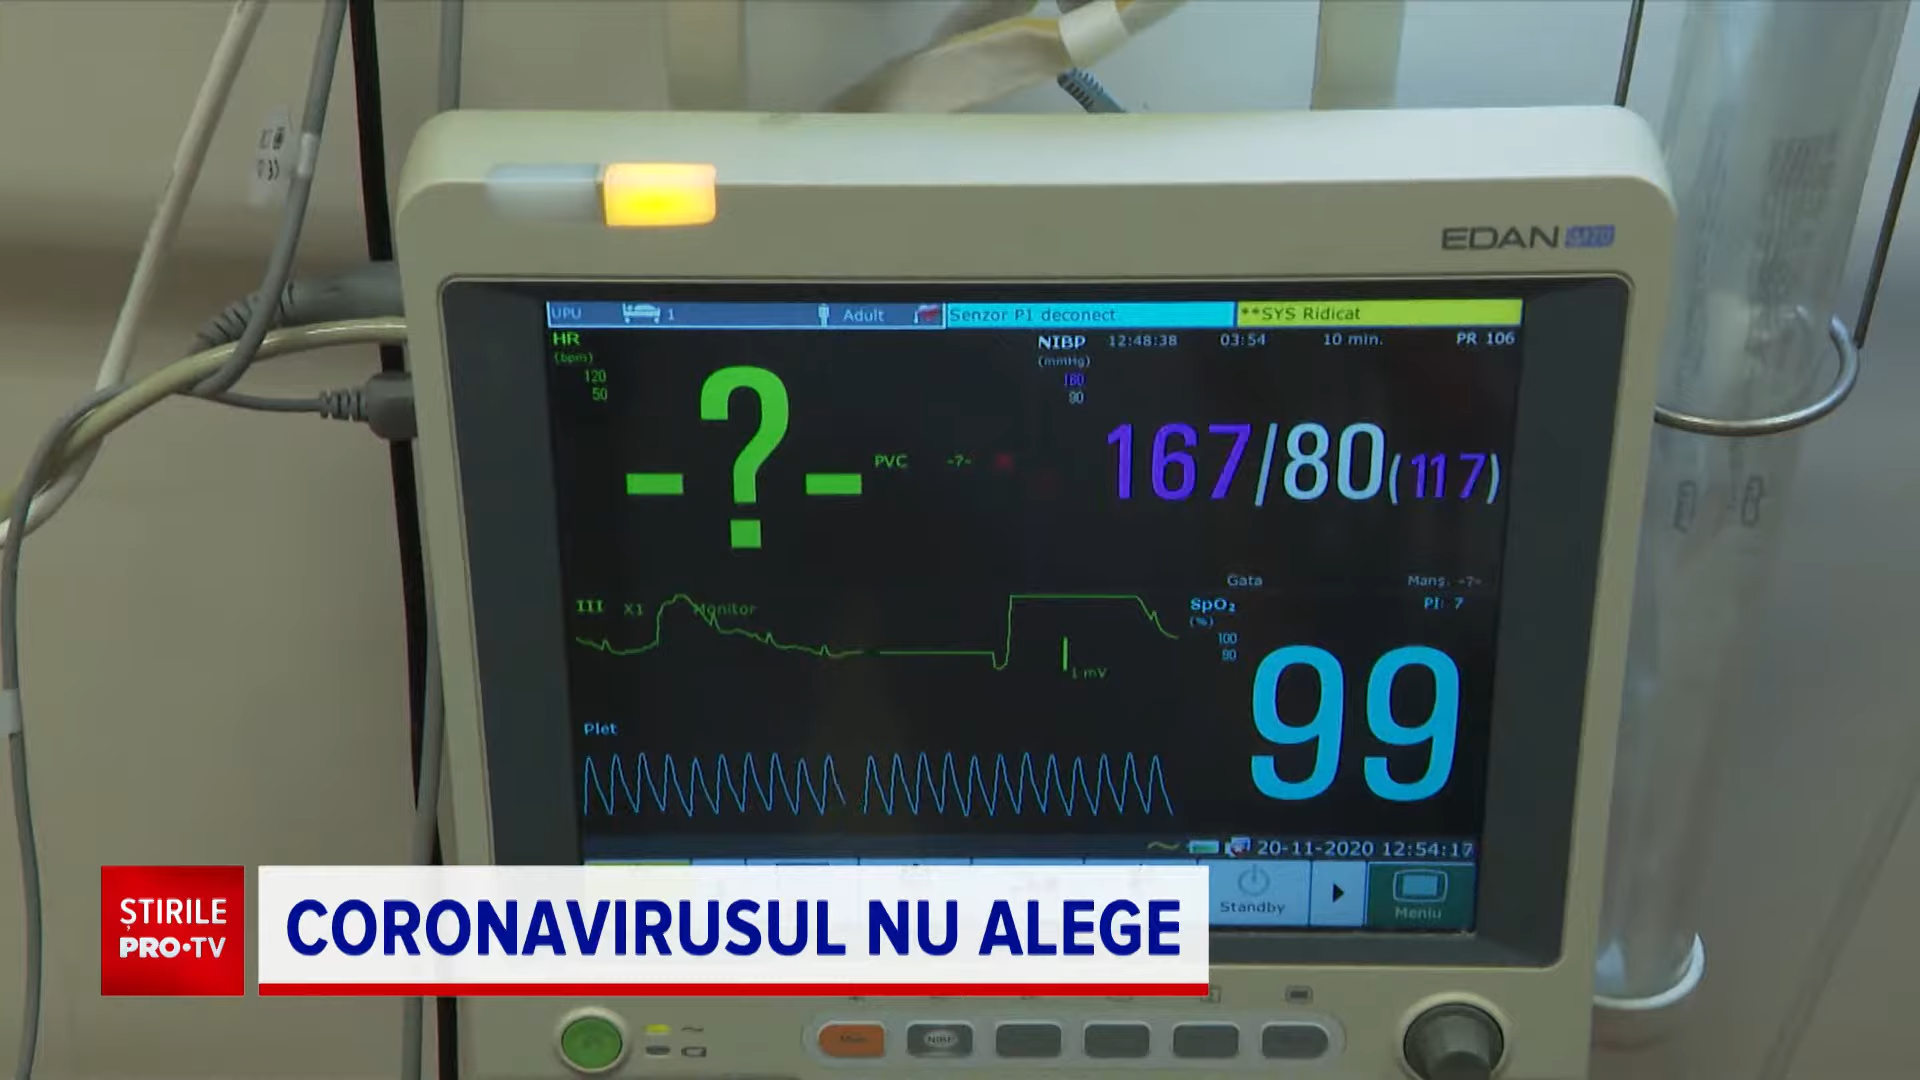 EDAN
UPU 1 Adult Senzor P1 deconect **SYS Ridicat
HR
(bpm)
120
50
-?-
PVC -?-
NIBP 12:48:38 03:54 10 min. PR 106
(mmHg)
160
90
167/80(117)
Gata Manș. -?-
III X1 Monitor
1 mV
SpO₂ PI: 7
(%)
100
90
99
Plet
20-11-2020 12:54:17
Standby
Meniu
ȘTIRILE
PRO•TV
CORONAVIRUSUL NU ALEGE
NIBP